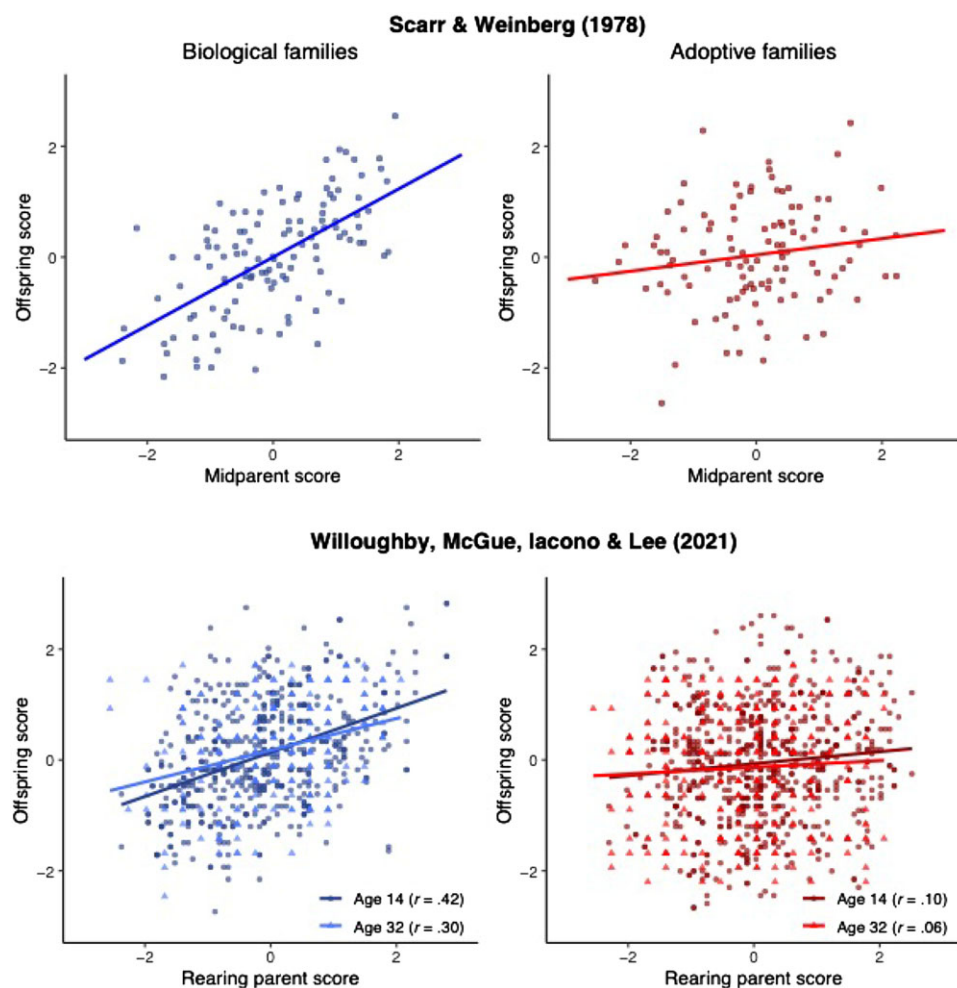 Scarr & Weinberg (1978)
Biological families
Adoptive families
Offspring score
2
0
−2
−2
0
2
Midparent score
Offspring score
2
0
−2
−2
0
2
Midparent score
Willoughby, McGue, Iacono & Lee (2021)
Offspring score
2
0
−2
Age 14 (r = .42)
Age 32 (r = .30)
−2
0
2
Rearing parent score
Offspring score
2
0
−2
Age 14 (r = .10)
Age 32 (r = .06)
−2
0
2
Rearing parent score